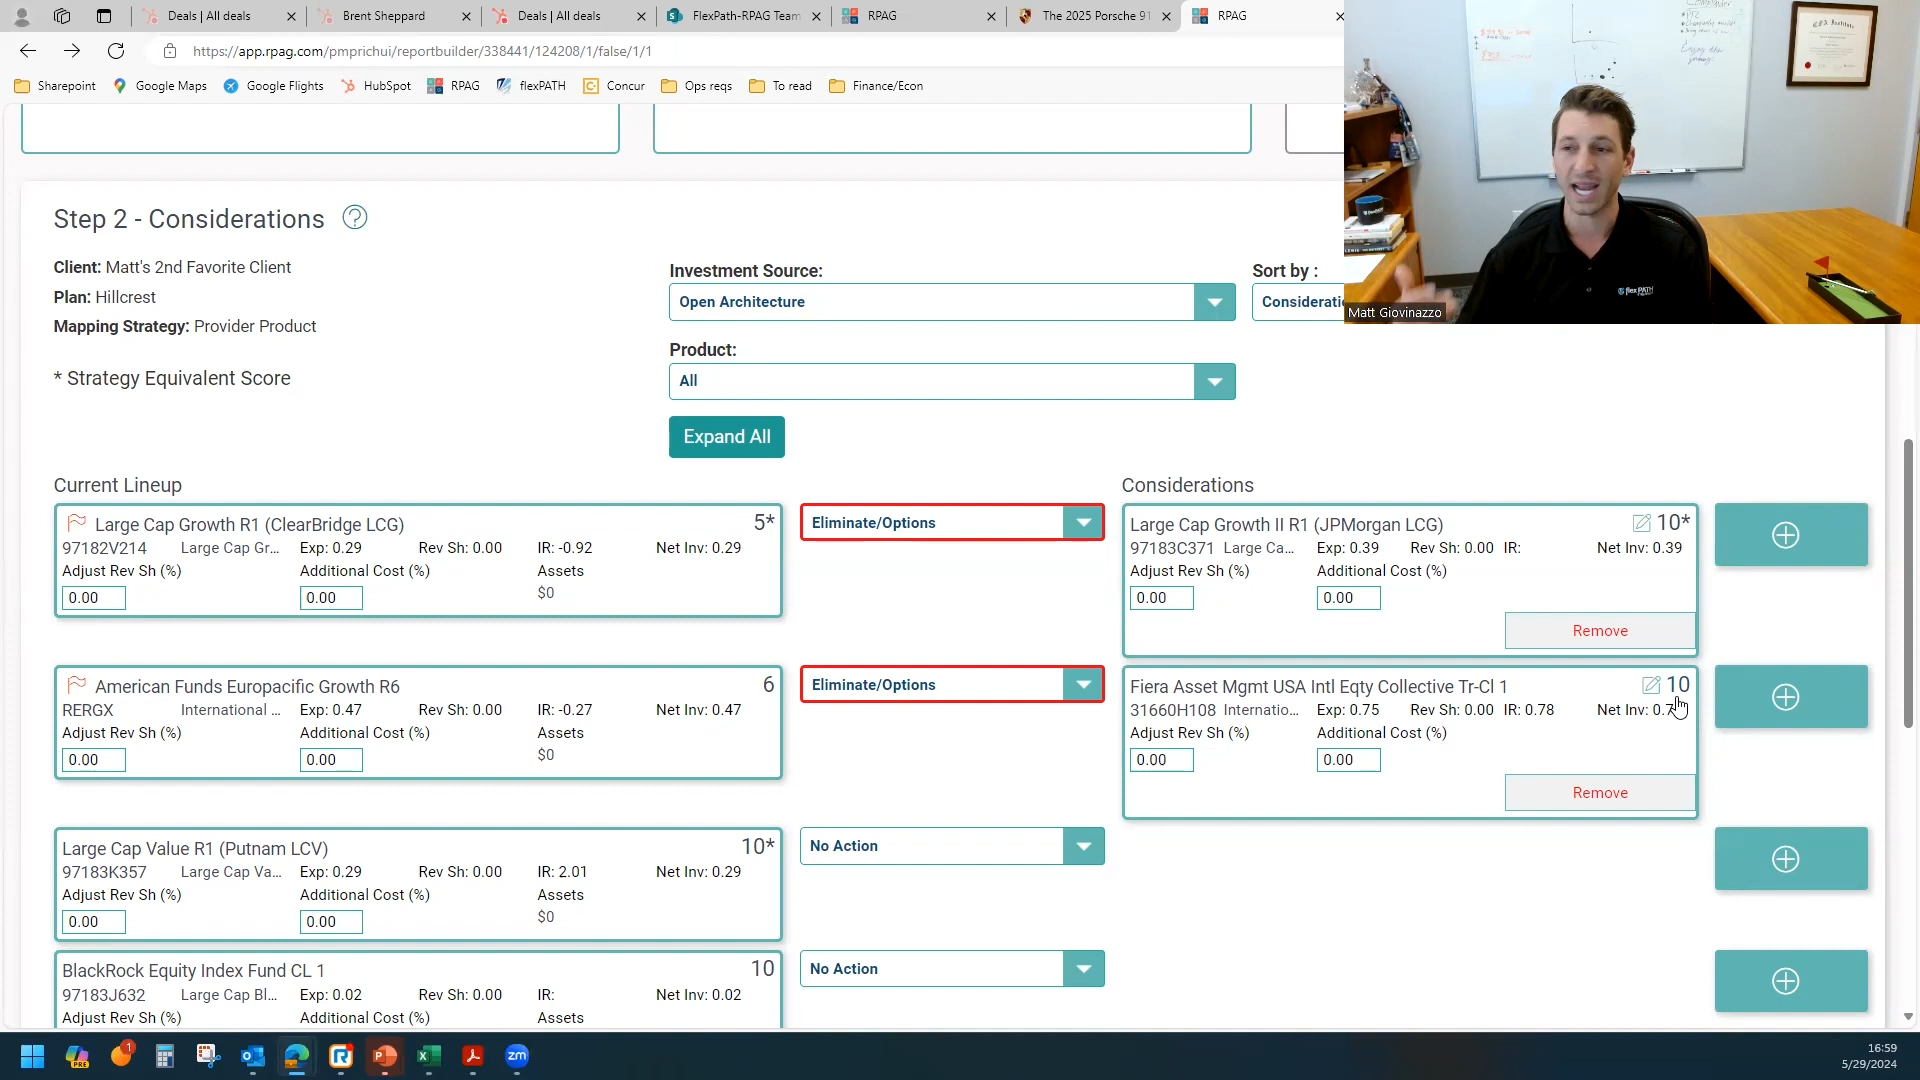 Deals | All deals
Brent Sheppard
Deals | All deals
FlexPath-RPAG Team
RPAG
The 2025 Porsche 91
RPAG
https://app.rpag.com/pmprichui/reportbuilder/338441/124208/1/false/1/1
Sharepoint
Google Maps
Google Flights
HubSpot
RPAG
flexPATH
Concur
Ops reqs
To read
Finance/Econ
Step 2 - Considerations ?
Client: Matt's 2nd Favorite Client
Plan: Hillcrest
Mapping Strategy: Provider Product
* Strategy Equivalent Score
Investment Source:
Open Architecture
Sort by :
Considerati
Product:
All
Expand All
Current Lineup
Considerations
Large Cap Growth R1 (ClearBridge LCG) 5*
97182V214 Large Cap Gr... Exp: 0.29 Rev Sh: 0.00 IR: -0.92 Net Inv: 0.29
Adjust Rev Sh (%) Additional Cost (%) Assets
0.00 0.00 $0
Eliminate/Options
Large Cap Growth II R1 (JPMorgan LCG) 10*
97183C371 Large Ca... Exp: 0.39 Rev Sh: 0.00 IR: Net Inv: 0.39
Adjust Rev Sh (%) Additional Cost (%)
0.00 0.00
Remove
American Funds Europacific Growth R6 6
RERGX International ... Exp: 0.47 Rev Sh: 0.00 IR: -0.27 Net Inv: 0.47
Adjust Rev Sh (%) Additional Cost (%) Assets
0.00 0.00 $0
Eliminate/Options
Fiera Asset Mgmt USA Intl Eqty Collective Tr-Cl 1 10
31660H108 Internatio... Exp: 0.75 Rev Sh: 0.00 IR: 0.78 Net Inv: 0.7
Adjust Rev Sh (%) Additional Cost (%)
0.00 0.00
Remove
Large Cap Value R1 (Putnam LCV) 10*
97183K357 Large Cap Va... Exp: 0.29 Rev Sh: 0.00 IR: 2.01 Net Inv: 0.29
Adjust Rev Sh (%) Additional Cost (%) Assets
0.00 0.00 $0
No Action
BlackRock Equity Index Fund CL 1 10
97183J632 Large Cap Bl... Exp: 0.02 Rev Sh: 0.00 IR: Net Inv: 0.02
Adjust Rev Sh (%) Additional Cost (%) Assets
No Action
flexPATH
Matt Giovinazzo
PRE
1
zm
16:59
5/29/2024